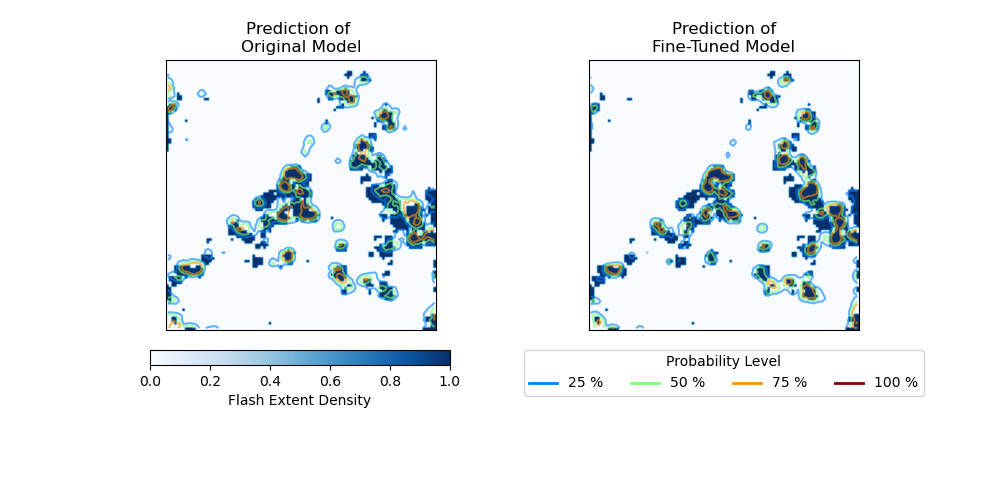 Prediction of
Original Model
Prediction of
Fine-Tuned Model
0.0 0.2 0.4 0.6 0.8 1.0
Flash Extent Density
Probability Level
25 % 50 % 75 % 100 %